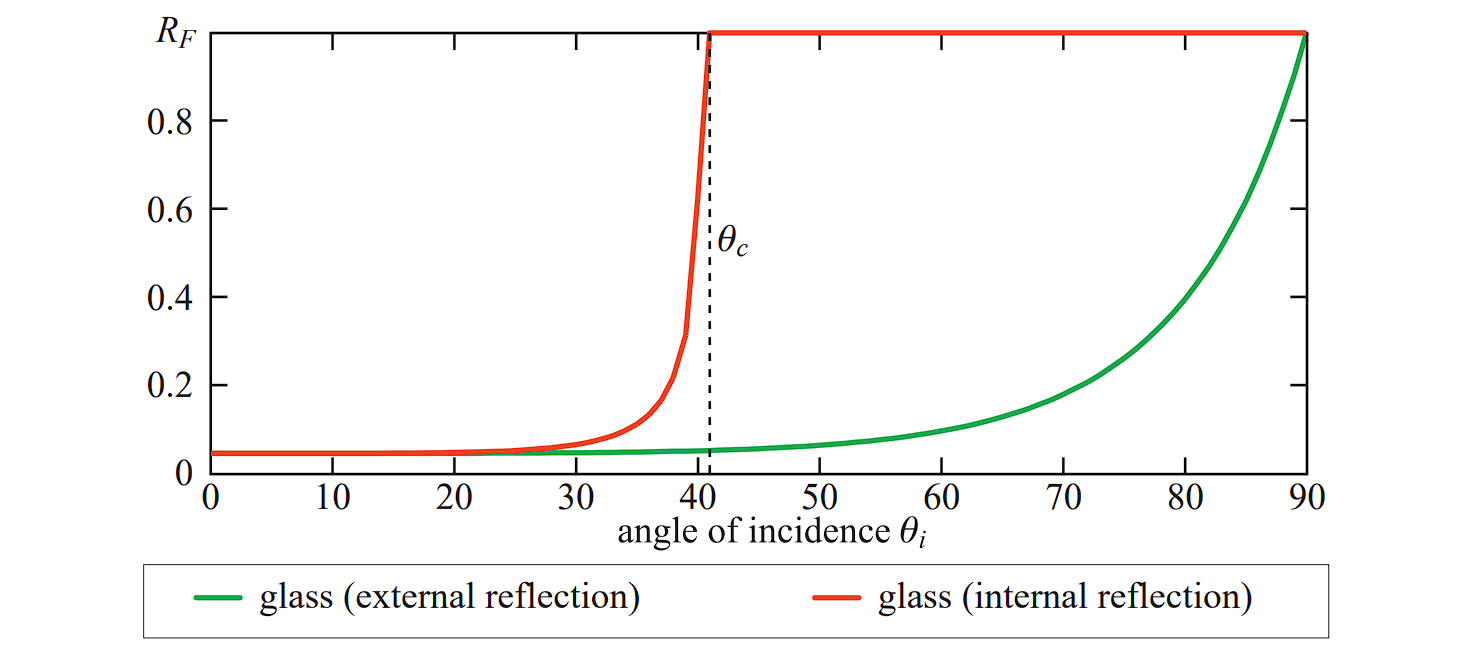 R_F
0.8
0.6
0.4
0.2
0
θ_c
0 10 20 30 40 50 60 70 80 90
angle of incidence θ_i
glass (external reflection) glass (internal reflection)